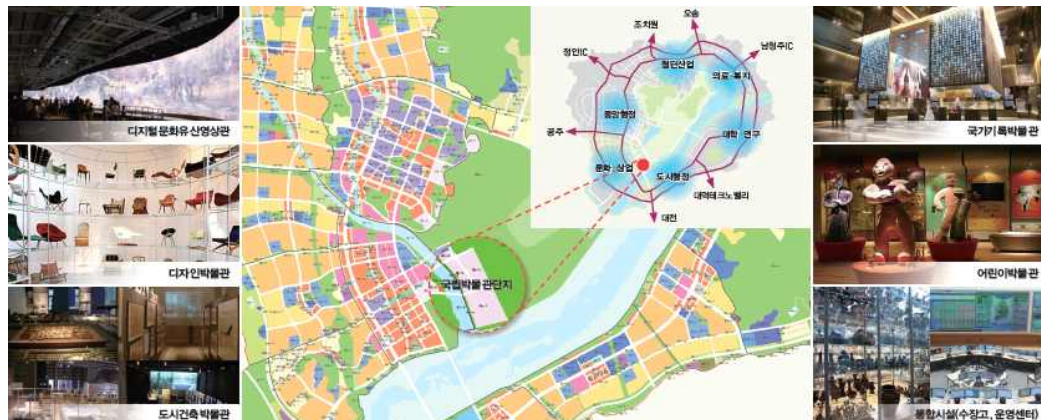 디지털문화유산영상관
디자인박물관
도시건축박물관
국립박물관단지
조치원
오송
정안IC
남청주IC
첨단산업
의료·복지
중앙행정
공주
대학 연구
문화 상업
도시행정
대덕테크노밸리
대전
국가기록박물관
어린이박물관
통합시설(수장고, 운영센터)